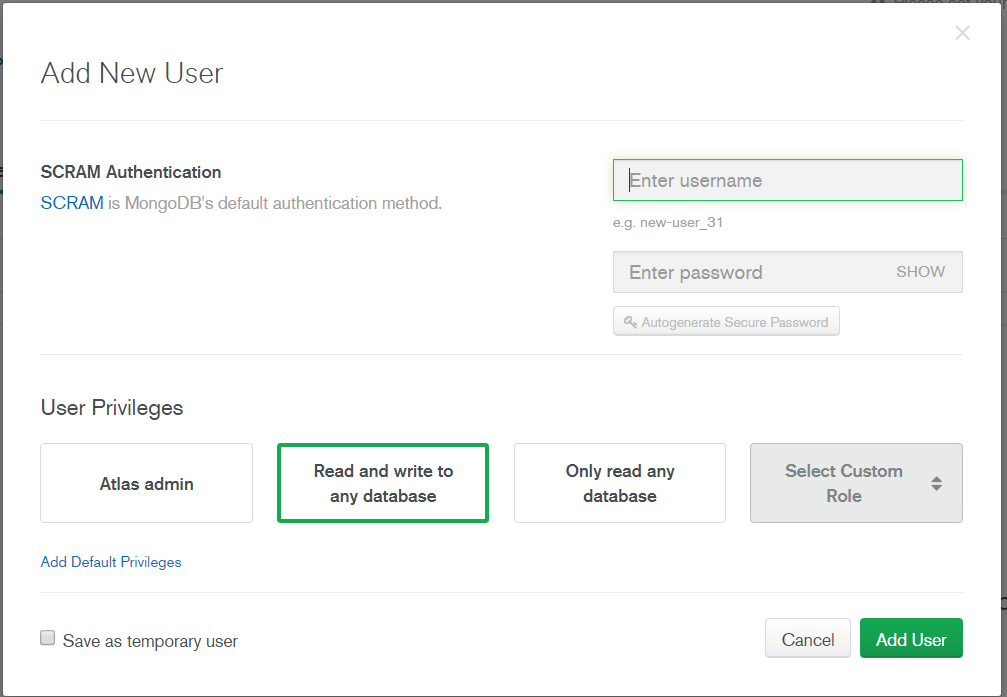 Add New User
SCRAM Authentication
SCRAM is MongoDB's default authentication method.
Enter username
e.g. new-user_31
Enter password SHOW
Autogenerate Secure Password
User Privileges
Atlas admin
Read and write to
any database
Only read any
database
Select Custom
Role
Add Default Privileges
Save as temporary user
Cancel
Add User